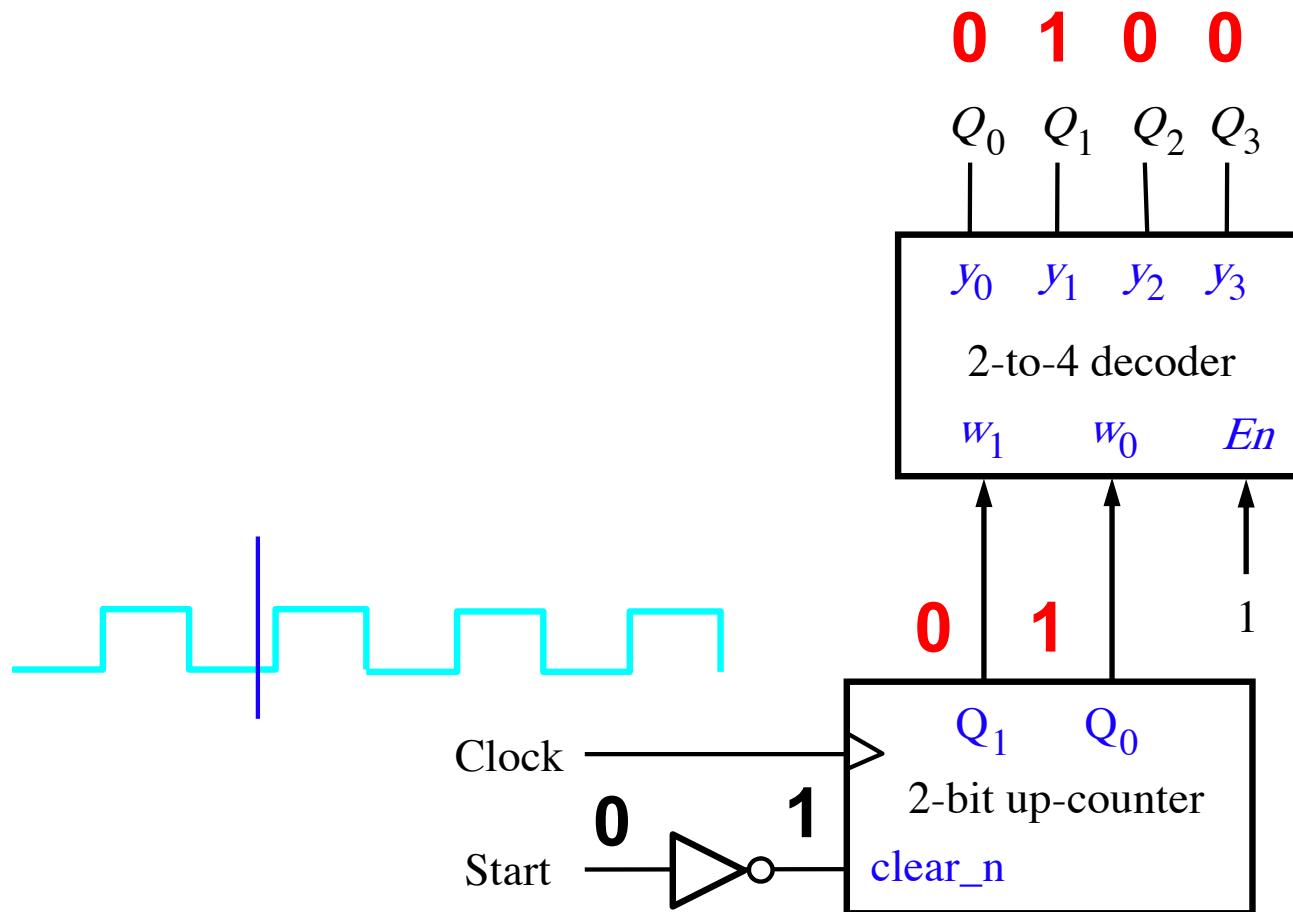 0 1 0 0
Q0 Q1 Q2 Q3
y0 y1 y2 y3
2-to-4 decoder
w1 w0 En
0 1 1
Q1 Q0
Clock
2-bit up-counter
0 1
Start clear_n